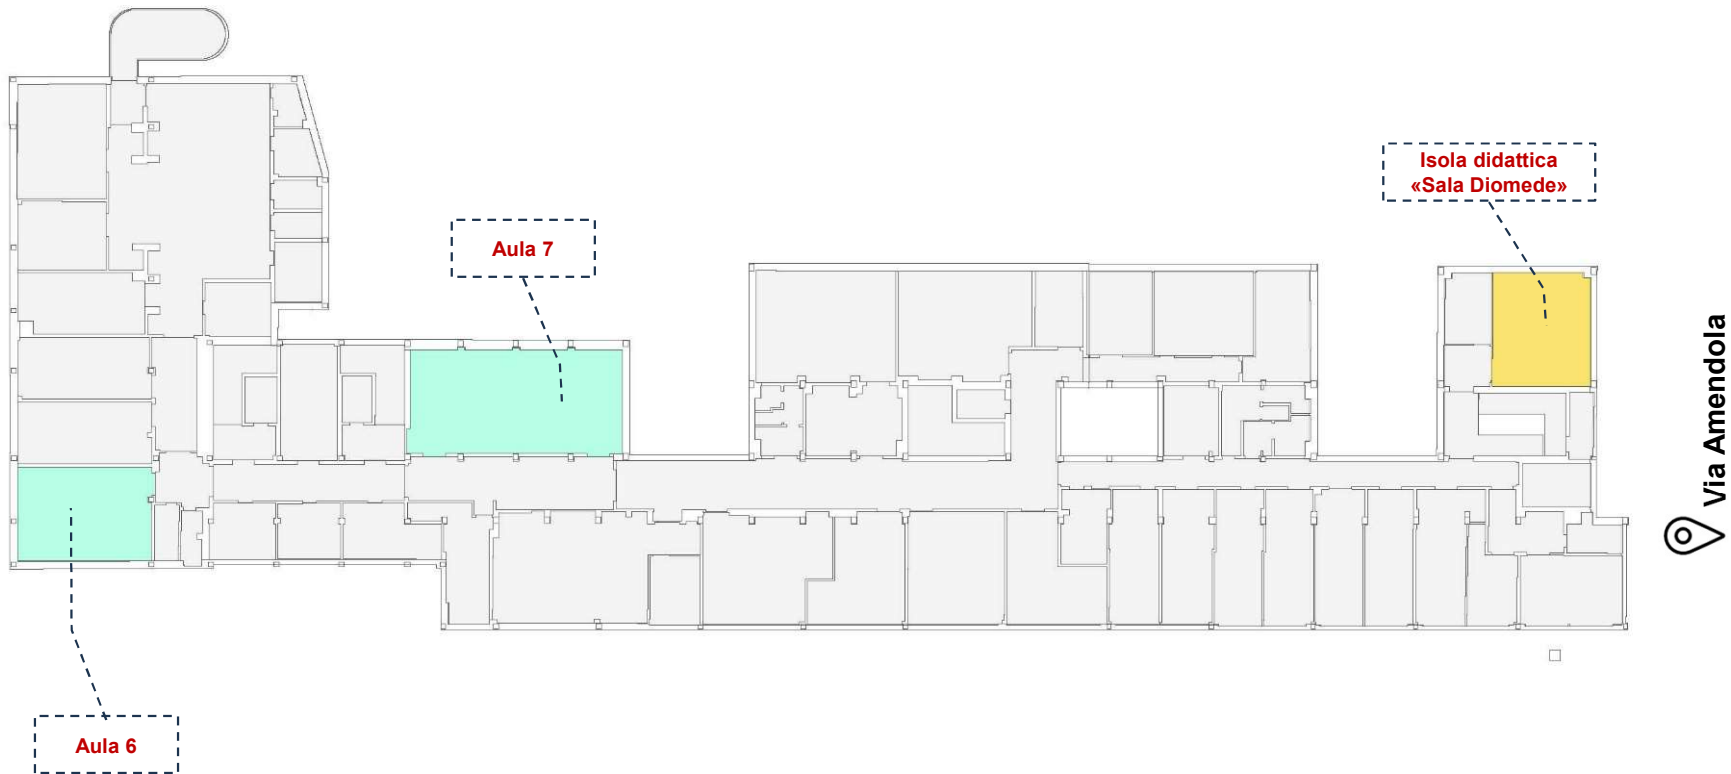 Isola didattica
«Sala Diomede»
Aula 7
Via Amendola
Aula 6